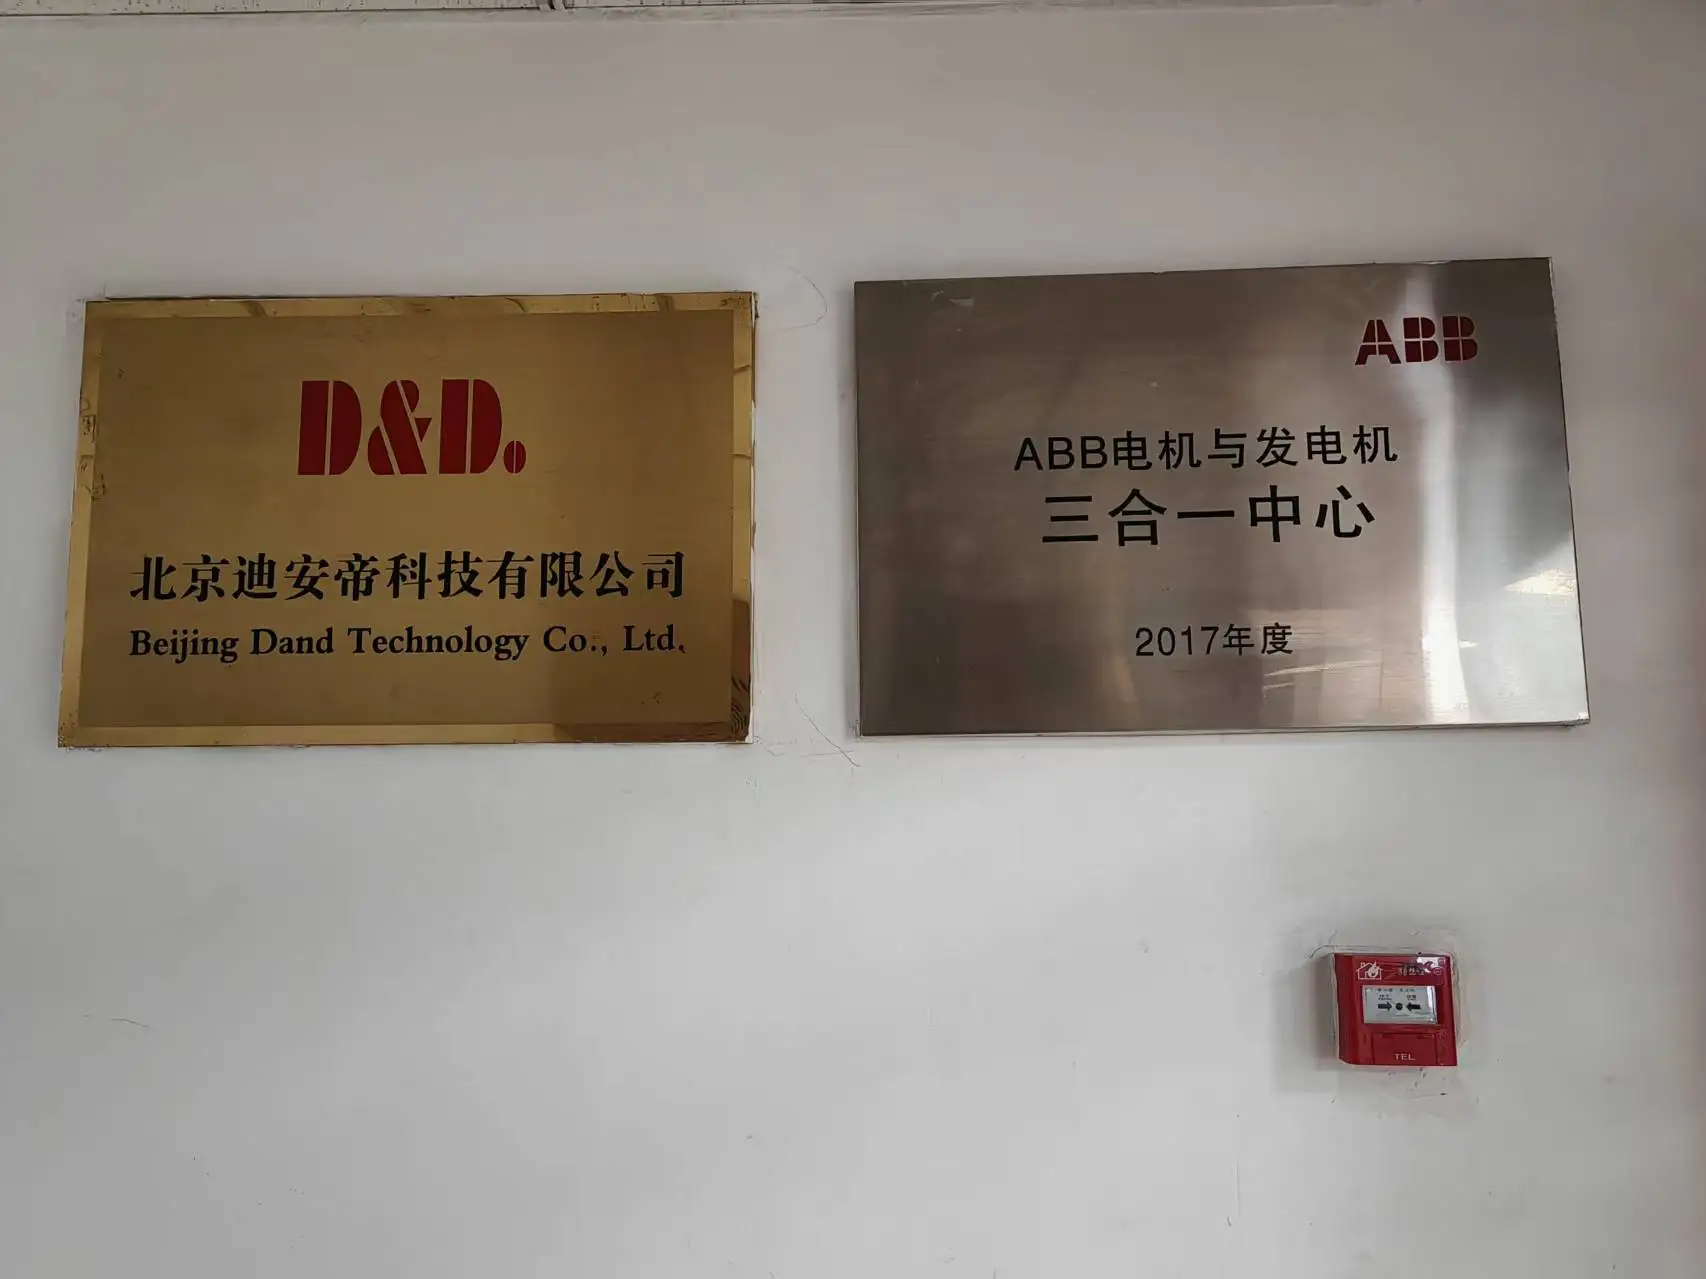 D&D.
北京迪安帝科技有限公司
Beijing Dand Technology Co., Ltd.
ABB
ABB电机与发电机
三合一中心
2017年度
TEL